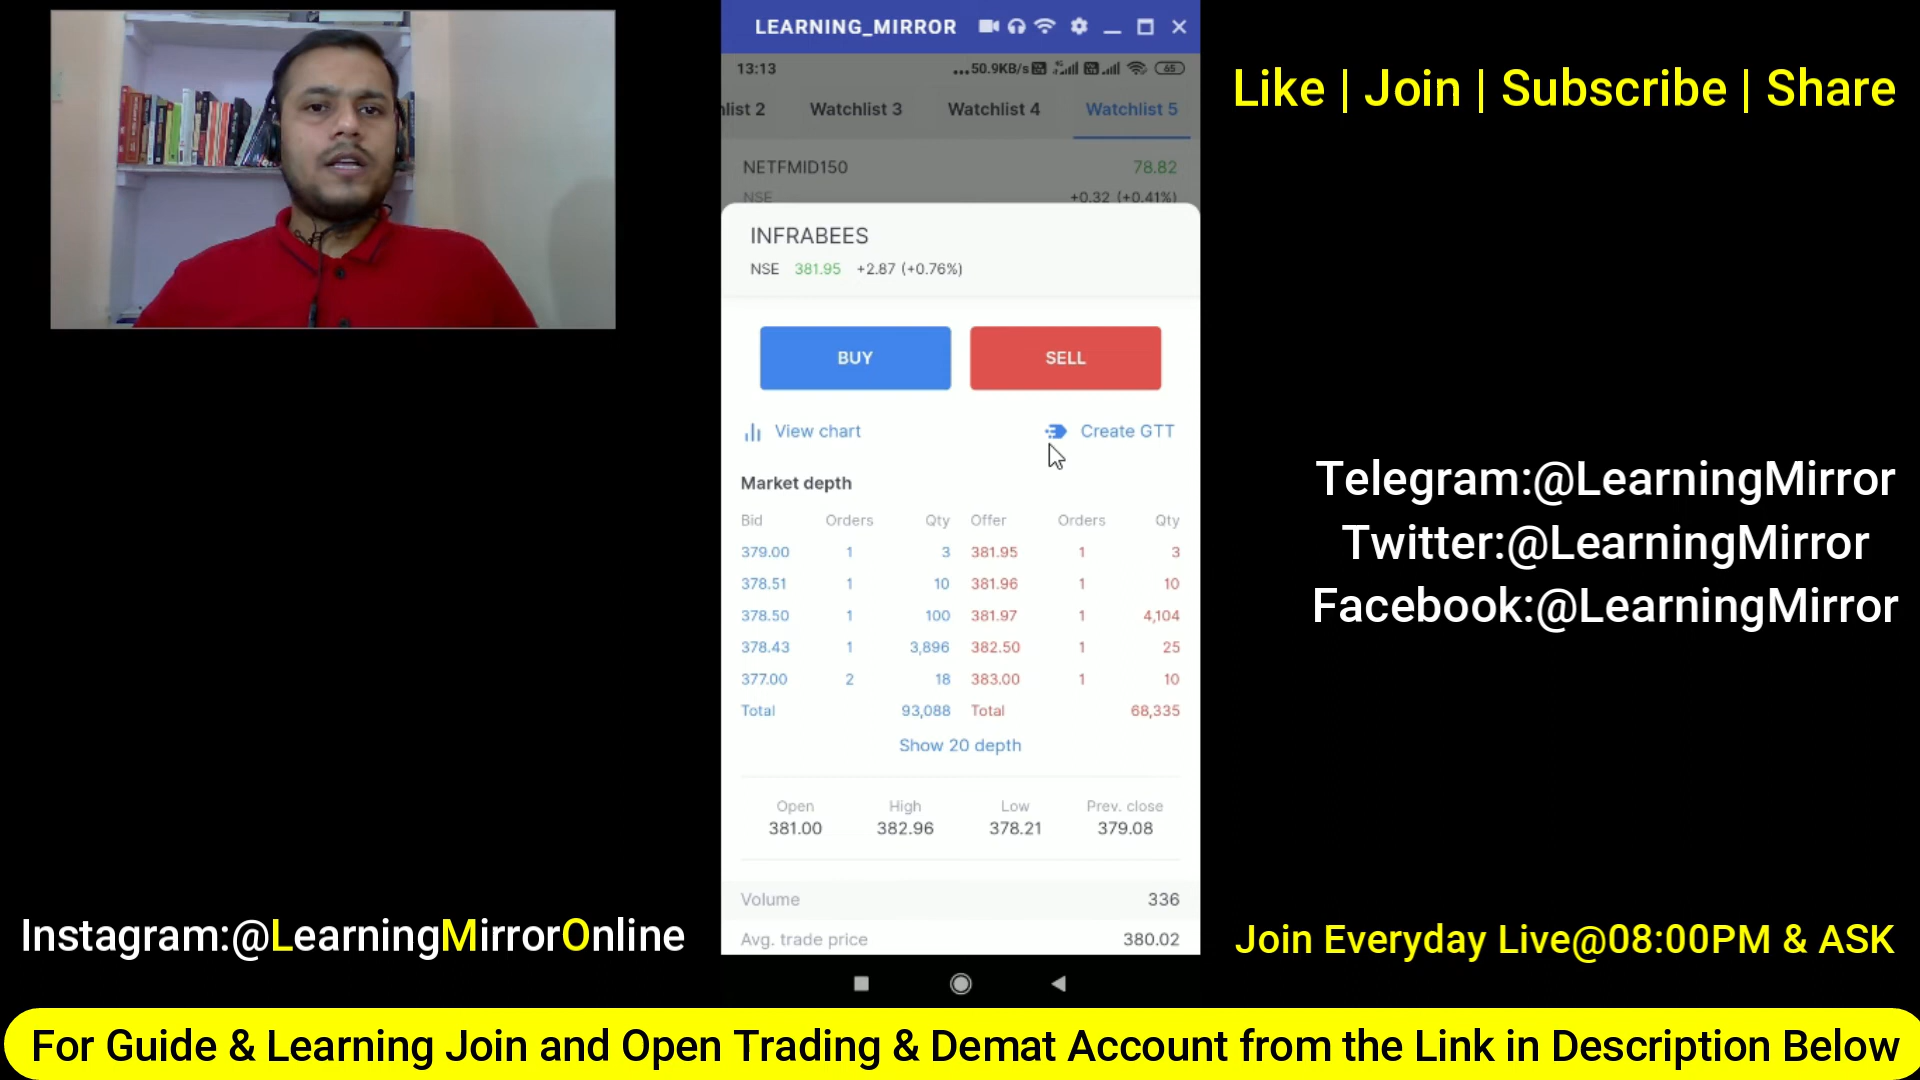 LEARNING_MIRROR
13:13
...50.9KB/s
65
list 2 Watchlist 3 Watchlist 4 Watchlist 5
NETFMID150 78.82
NSE +0.32 (+0.41%)
INFRABEES
NSE 381.95 +2.87 (+0.76%)
BUY SELL
View chart Create GTT
Market depth
Bid Orders Qty Offer Orders Qty
379.00 1 3 381.95 1 3
378.51 1 10 381.96 1 10
378.50 1 100 381.97 1 4,104
378.43 1 3,896 382.50 1 25
377.00 2 18 383.00 1 10
Total 93,088 Total 68,335
Show 20 depth
Open High Low Prev. close
381.00 382.96 378.21 379.08
Volume 336
Avg. trade price 380.02
Like | Join | Subscribe | Share
Telegram:@LearningMirror
Twitter:@LearningMirror
Facebook:@LearningMirror
Instagram:@LearningMirrorOnline
Join Everyday Live@08:00PM & ASK
For Guide & Learning Join and Open Trading & Demat Account from the Link in Description Below